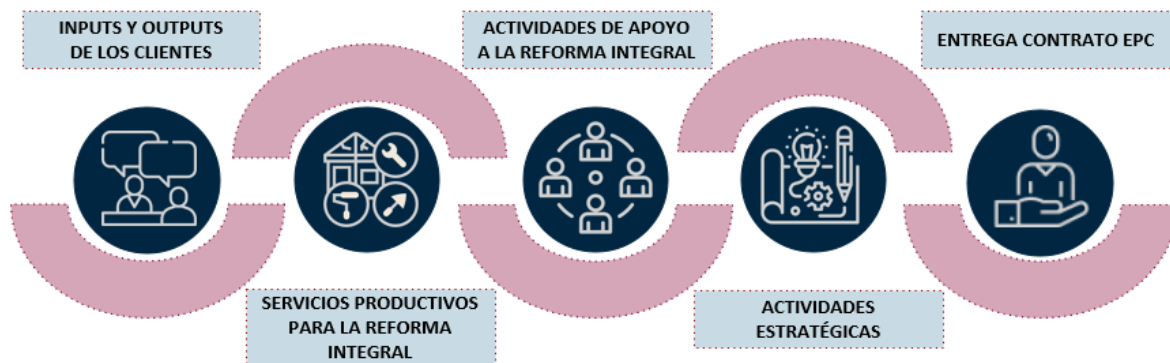 INPUTS Y OUTPUTS
DE LOS CLIENTES
SERVICIOS PRODUCTIVOS
PARA LA REFORMA
INTEGRAL
ACTIVIDADES DE APOYO
A LA REFORMA INTEGRAL
ACTIVIDADES
ESTRATÉGICAS
ENTREGA CONTRATO EPC